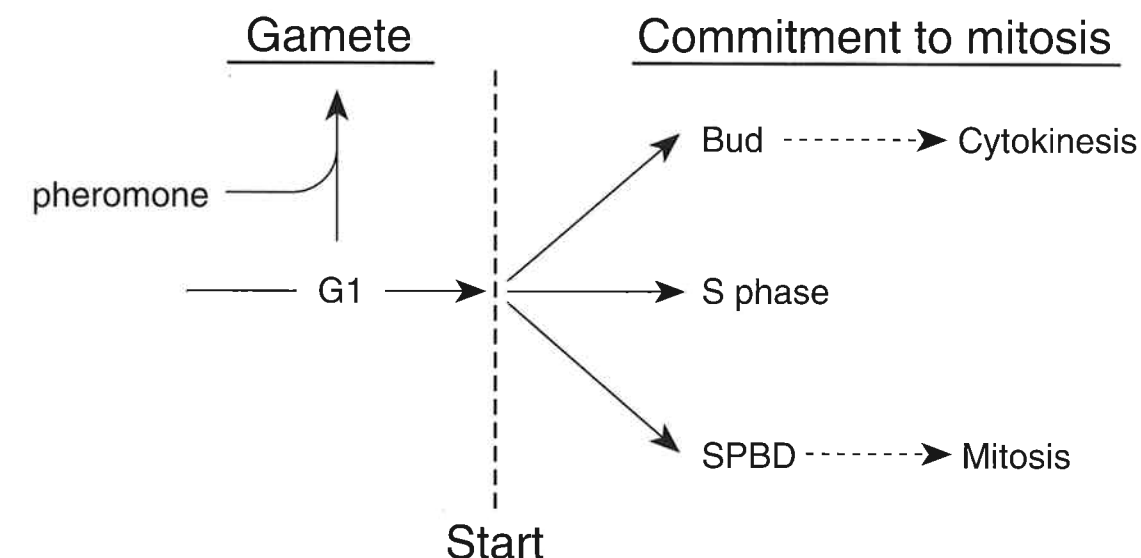 Gamete
Commitment to mitosis
Bud
Cytokinesis
pheromone
G1
S phase
SPBD
Mitosis
Start